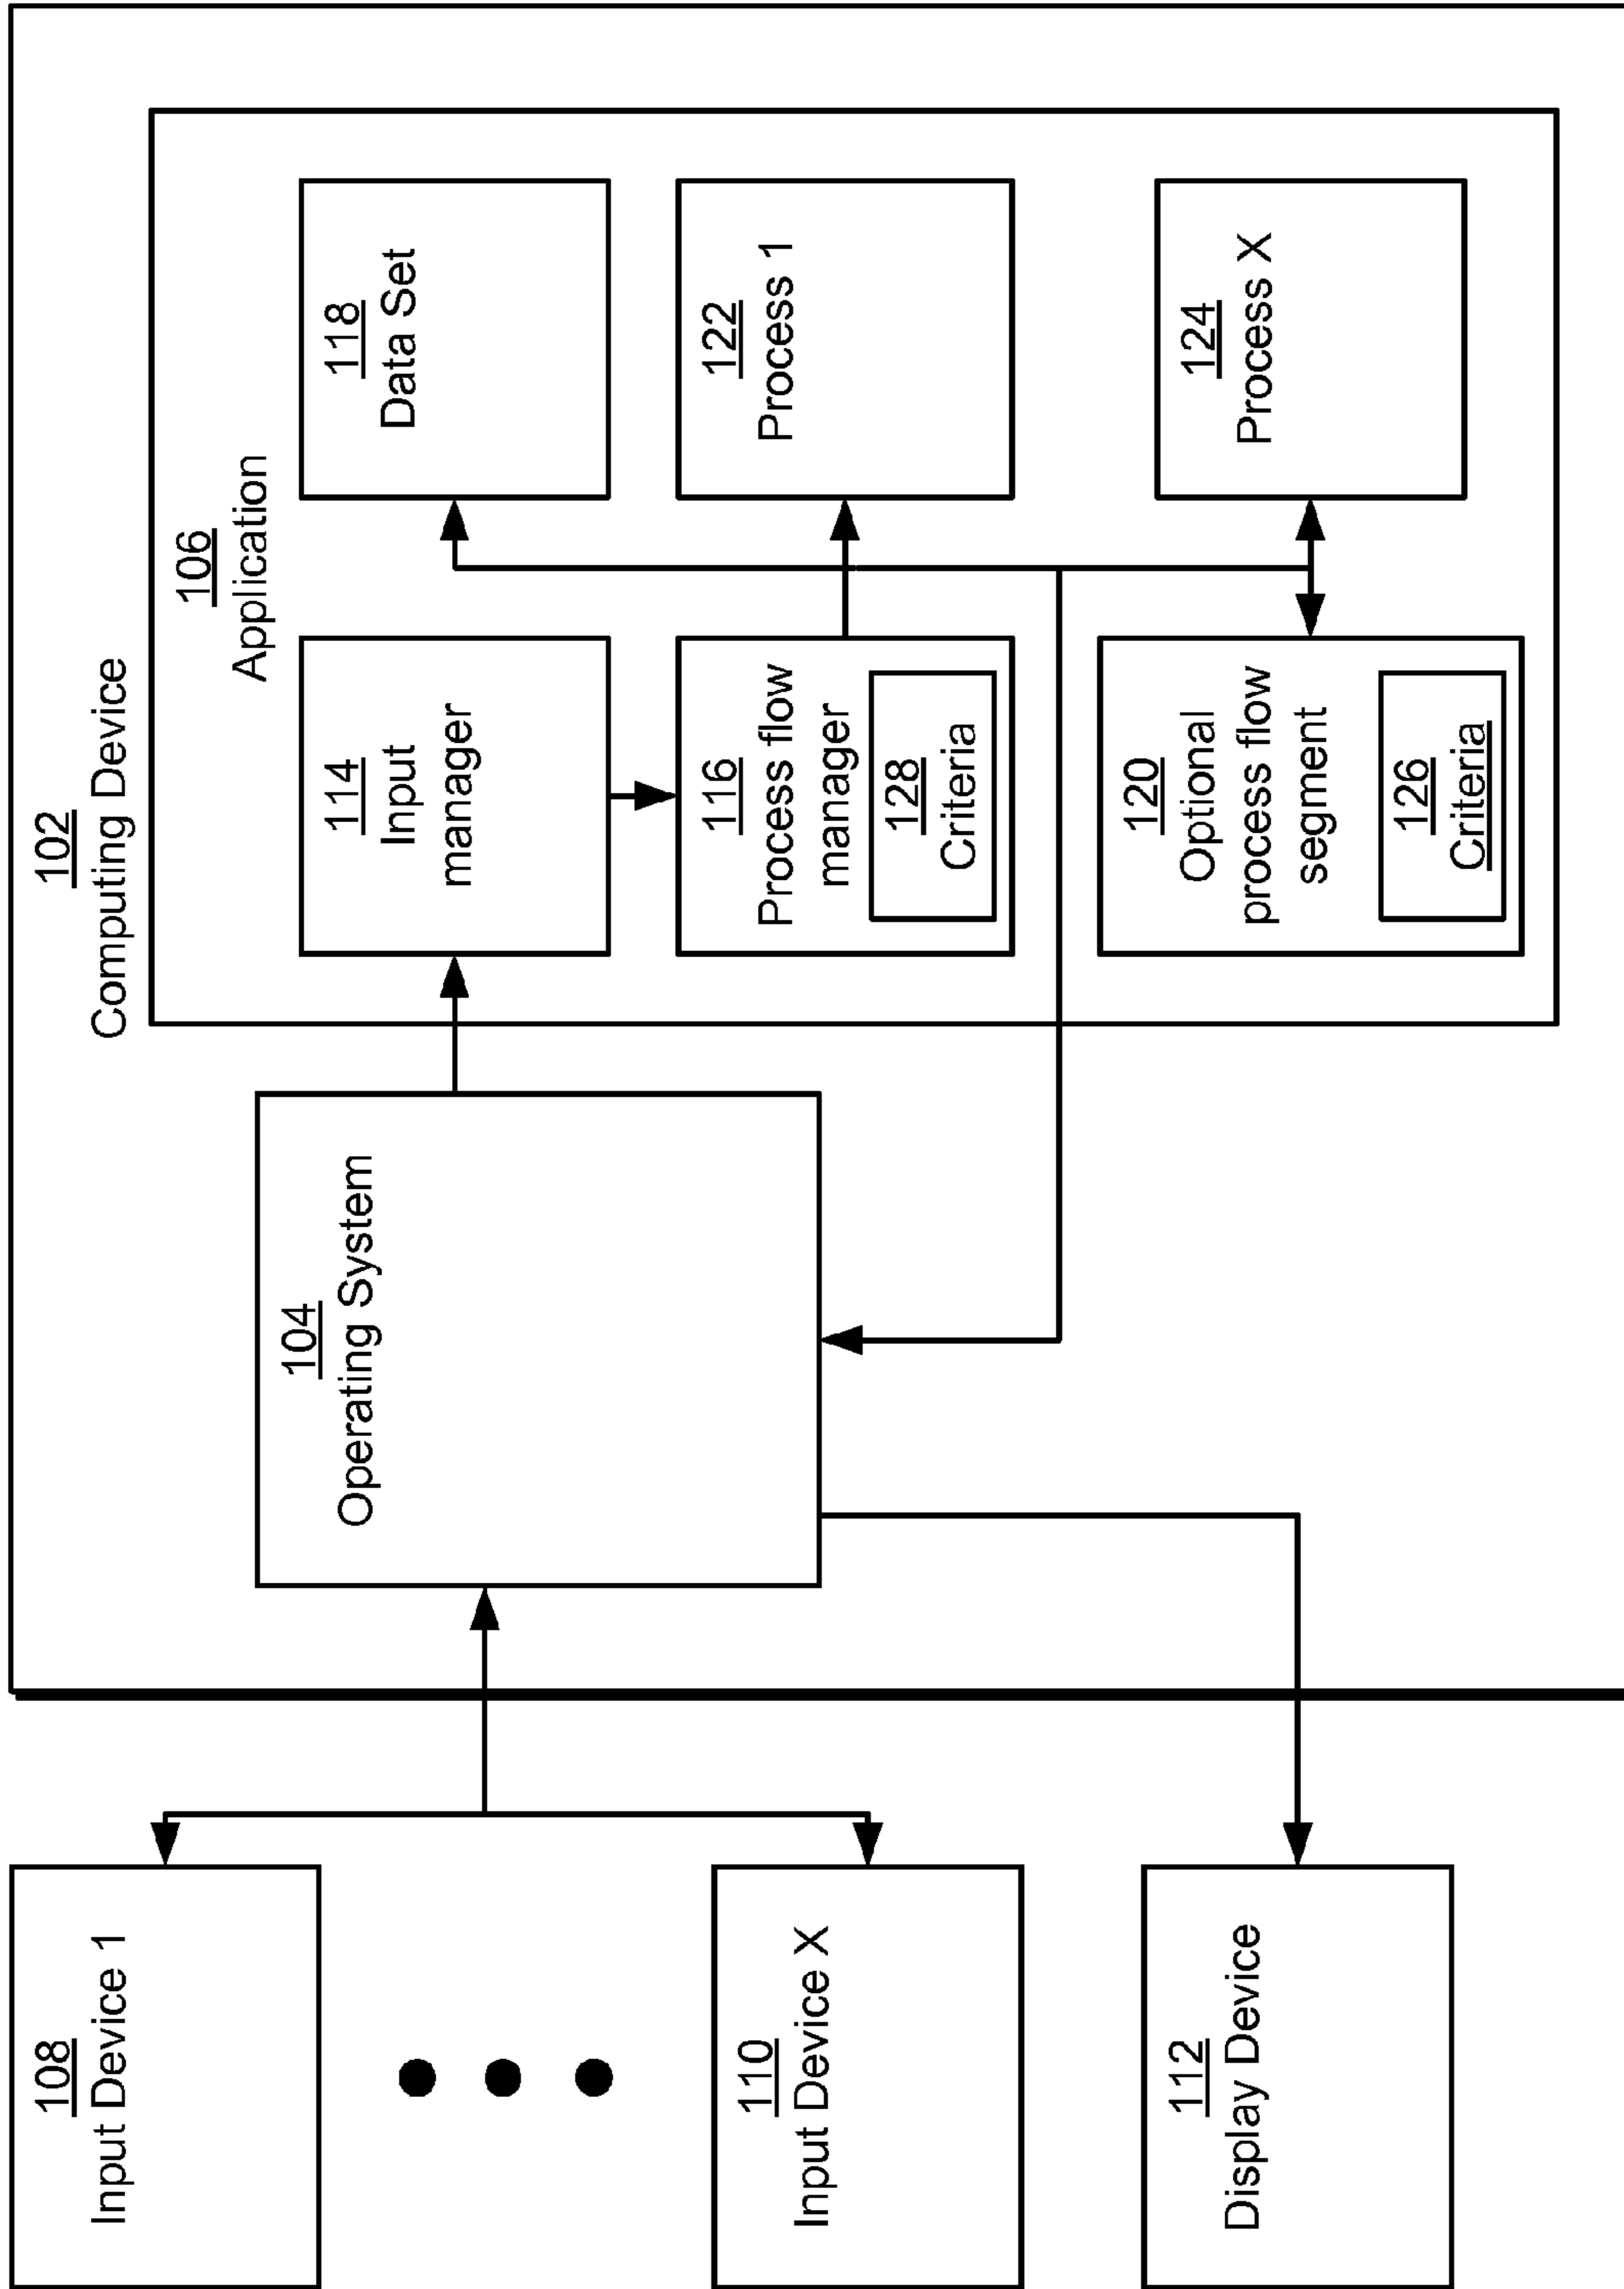 102
Computing Device
106
Application
108
Input Device 1
104
Operating System
114
Input
manager
118
Data Set
116
Process flow
manager
128
Criteria
122
Process 1
110
Input Device X
120
Optional
process flow
segment
126
Criteria
124
Process X
112
Display Device